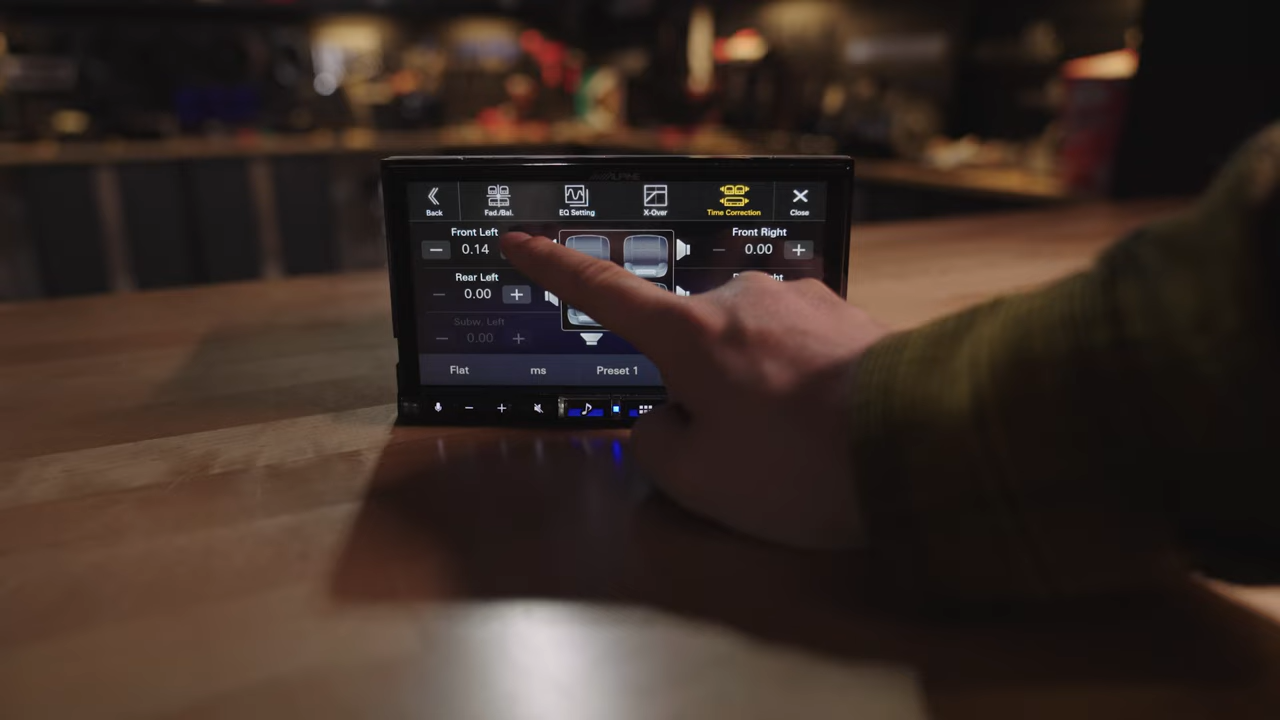 ALPINE
Back
Fad./Bal.
EQ Setting
X-Over
Time Correction
Close
Front Left
0.14
Front Right
0.00
Rear Left
0.00
Subw. Left
0.00
Flat
ms
Preset 1